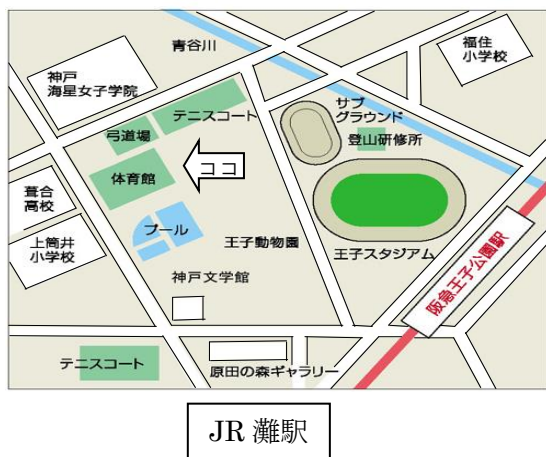 青谷川
福住
小学校
神戸
海星女子学院
テニスコート
サブ
グラウンド
弓道場
登山研修所
ココ
体育館
葺合
高校
プール
上筒井
小学校
王子動物園
王子スタジアム
阪急王子公園駅
神戸文学館
テニスコート
原田の森ギャラリー
JR 灘駅